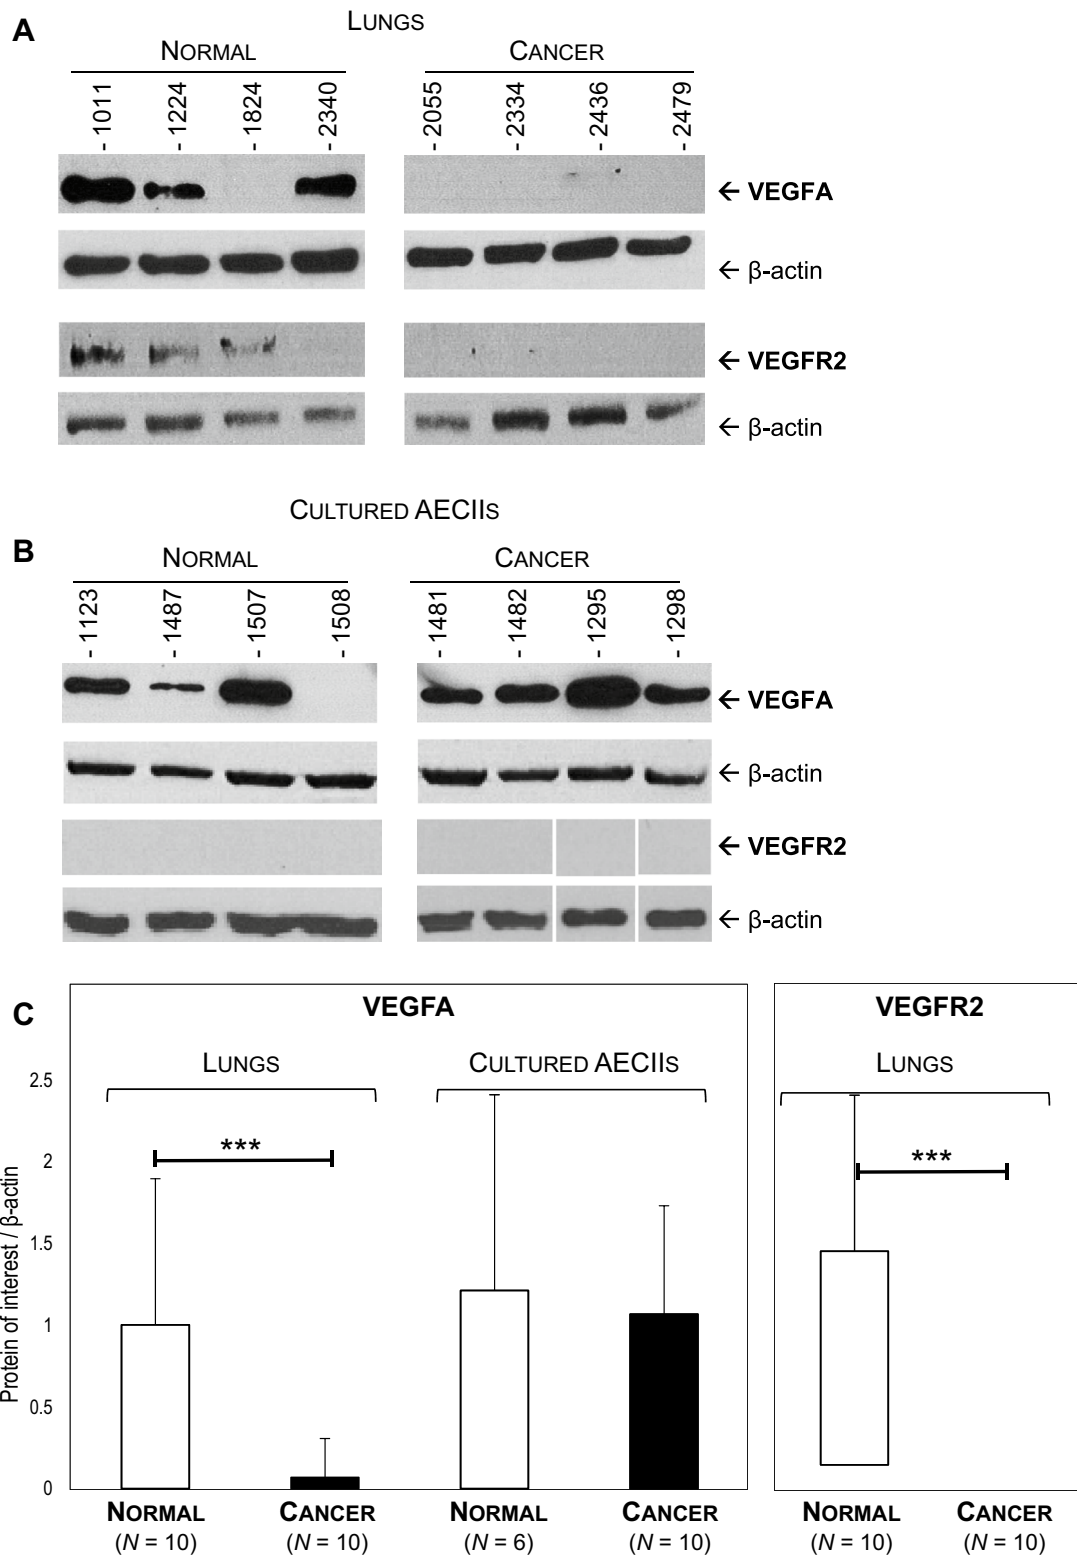 A
LUNGS
NORMAL
CANCER
- 1011
- 1224
- 1824
- 2340
- 2055
- 2334
- 2436
- 2479
← VEGFA
← β-actin
← VEGFR2
← β-actin
CULTURED AECIIS
B
NORMAL
CANCER
- 1123
- 1487
- 1507
- 1508
- 1481
- 1482
- 1295
- 1298
← VEGFA
← β-actin
← VEGFR2
← β-actin
C
VEGFA
VEGFR2
LUNGS
CULTURED AECIIS
LUNGS
Protein of interest / β-actin
2.5
2
1.5
1
0.5
0
***
***
NORMAL
(N = 10)
CANCER
(N = 10)
NORMAL
(N = 6)
CANCER
(N = 10)
NORMAL
(N = 10)
CANCER
(N = 10)